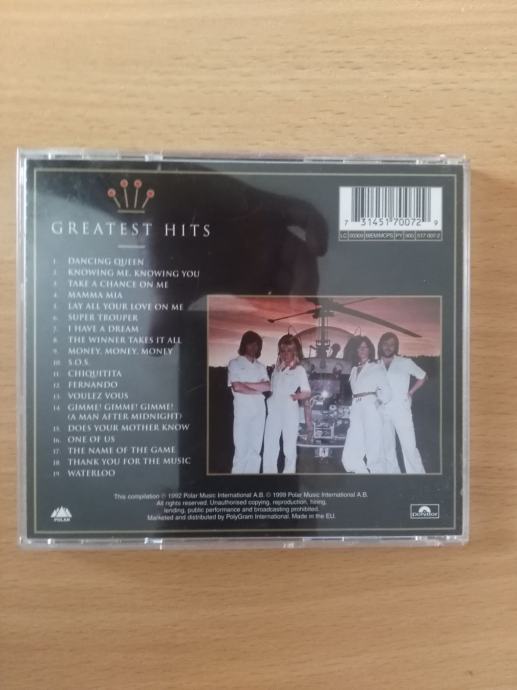 GREATEST HITS
7 31451 70072 9
1. DANCING QUEEN
2. KNOWING ME, KNOWING YOU
3. TAKE A CHANCE ON ME
4. MAMMA MIA
5. LAY ALL YOUR LOVE ON ME
6. SUPER TROUPER
7. I HAVE A DREAM
8. THE WINNER TAKES IT ALL
9. MONEY, MONEY, MONEY
10. S.O.S.
11. CHIQUITITA
12. FERNANDO
13. VOULEZ VOUS
14. GIMME! GIMME! GIMME!
(A MAN AFTER MIDNIGHT)
15. DOES YOUR MOTHER KNOW
16. ONE OF US
17. THE NAME OF THE GAME
18. THANK YOU FOR THE MUSIC
19. WATERLOO
This compilation ℗ 1992 Polar Music International A.B. © 1999 Polar Music International A.B.
All rights reserved. Unauthorised copying, reproduction, hiring,
lending, public performance and broadcasting prohibited.
Marketed and distributed by PolyGram International. Made in the EU.
POLAR
polydor